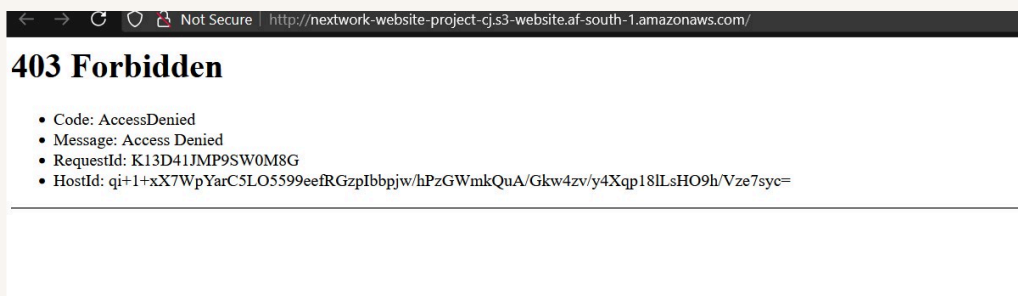 Not Secure http://nextwork-website-project-cj.s3-website.af-south-1.amazonaws.com/
403 Forbidden
Code: AccessDenied
Message: Access Denied
RequestId: K13D41JMP9SW0M8G
HostId: qi+1+xX7WpYarC5LO5599eefRGzpIbbpjw/hPzGWmkQuA/Gkw4zv/y4Xqp18lLsHO9h/Vze7syc=